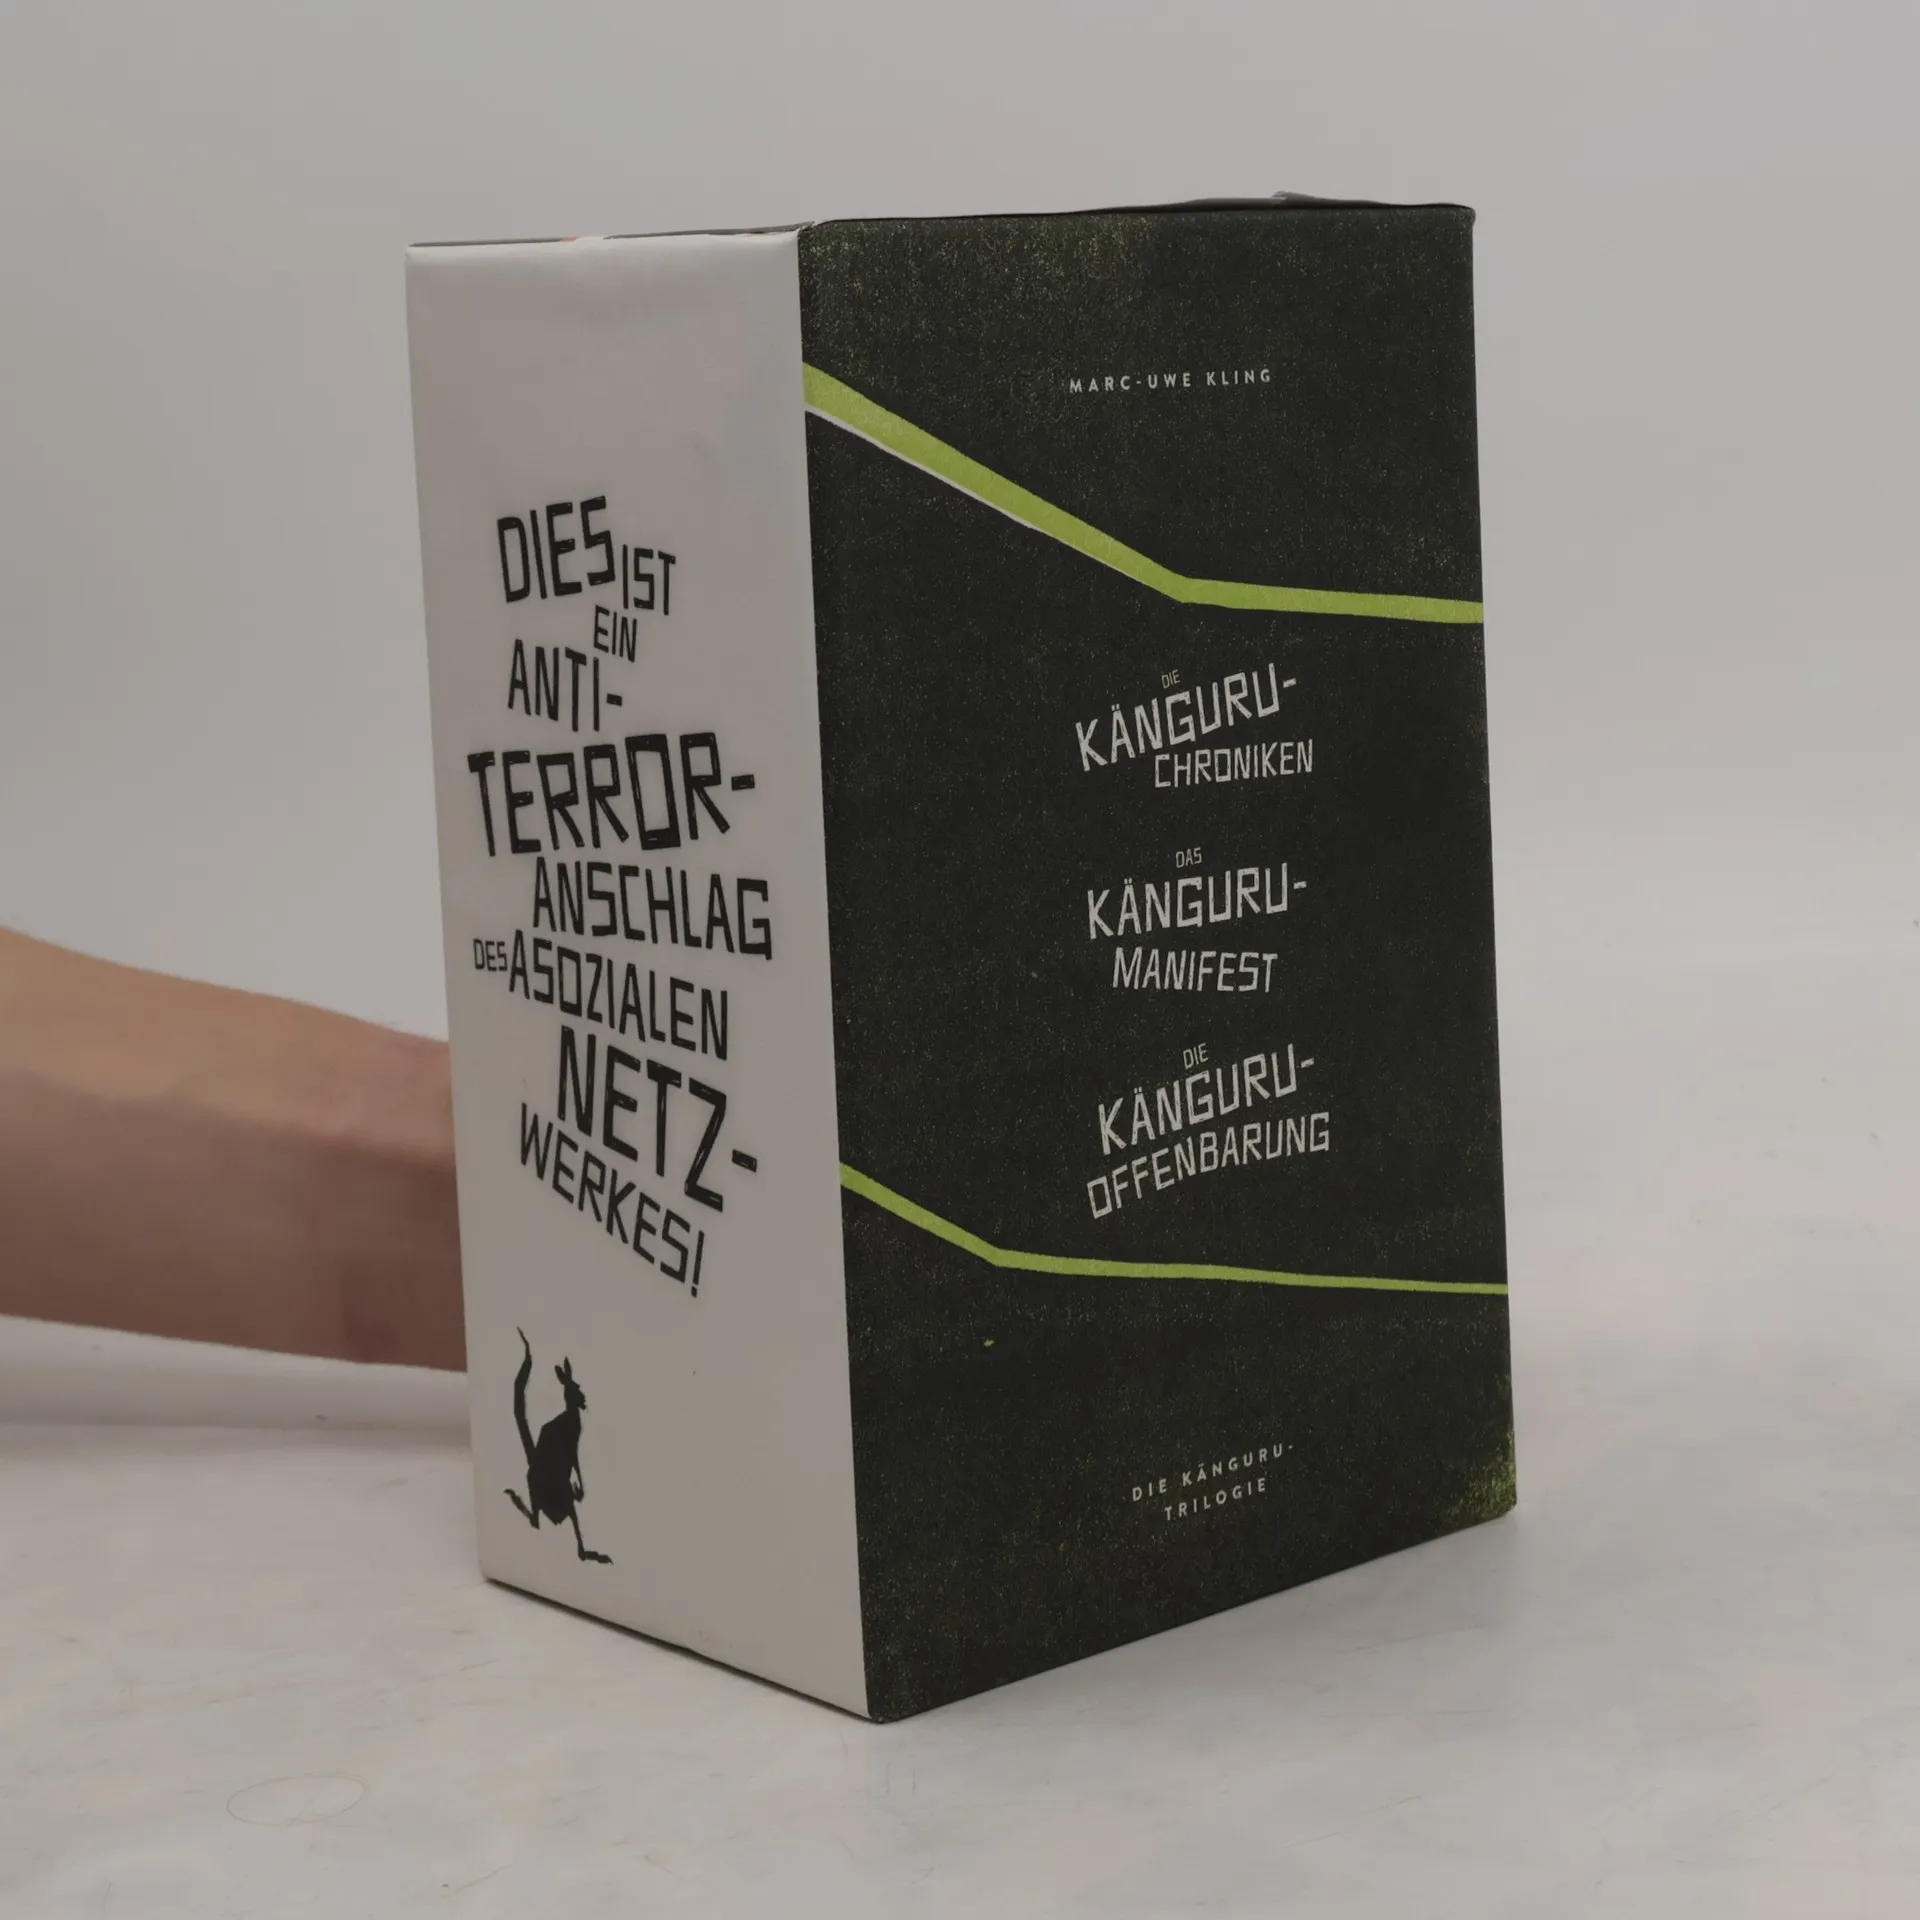 DIES IST
EIN
ANTI-
TERROR-
ANSCHLAG
DES ASOZIALEN
NETZ-
WERKES!
MARC-UWE KLING
DIE
KÄNGURU-
CHRONIKEN
DAS
KÄNGURU-
MANIFEST
DIE
KÄNGURU-
OFFENBARUNG
DIE KÄNGURU-
TRILOGIE